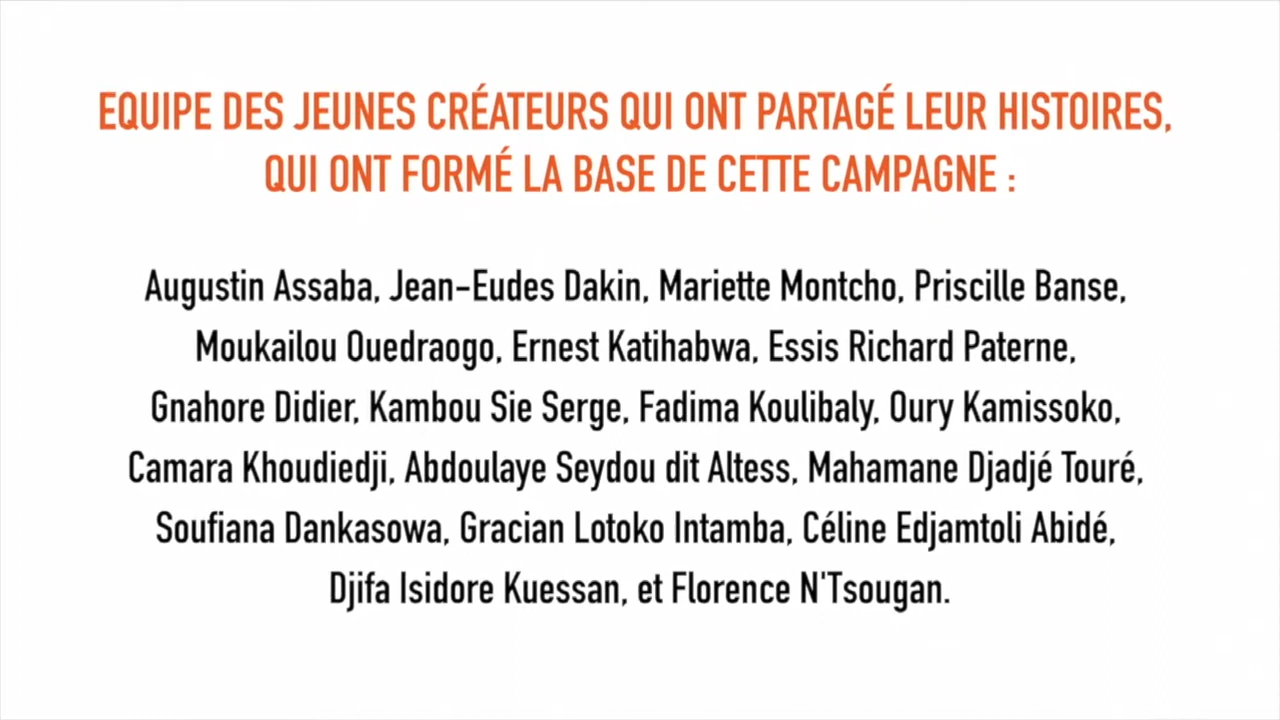 EQUIPE DES JEUNES CRÉATEURS QUI ONT PARTAGÉ LEUR HISTOIRES,
QUI ONT FORMÉ LA BASE DE CETTE CAMPAGNE :
Augustin Assaba, Jean-Eudes Dakin, Mariette Montcho, Priscille Banse,
Moukailou Ouedraogo, Ernest Katihabwa, Essis Richard Paterne,
Gnahore Didier, Kambou Sie Serge, Fadima Koulibaly, Oury Kamissoko,
Camara Khoudiedji, Abdoulaye Seydou dit Altess, Mahamane Djadjé Touré,
Soufiana Dankasowa, Gracian Lotoko Intamba, Céline Edjamtoli Abidé,
Djifa Isidore Kuessan, et Florence N'Tsougan.